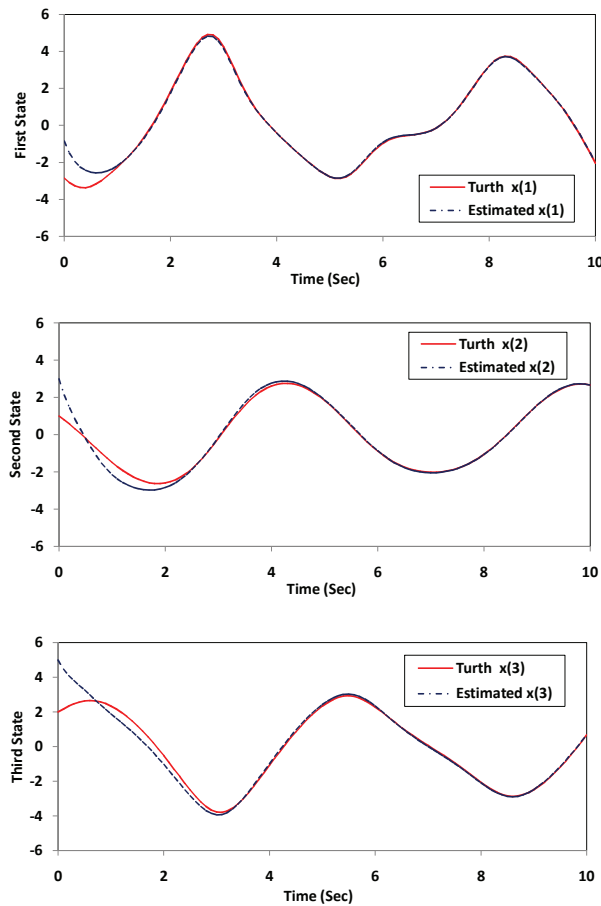 6
4
2
0
-2
-4
-6
First State
Turth x(1)
Estimated x(1)
0 2 4 6 8 10
Time (Sec)
6
4
2
0
-2
-4
-6
Second State
Turth x(2)
Estimated x(2)
0 2 4 6 8 10
Time (Sec)
6
4
2
0
-2
-4
-6
Third State
Turth x(3)
Estimated x(3)
0 2 4 6 8 10
Time (Sec)